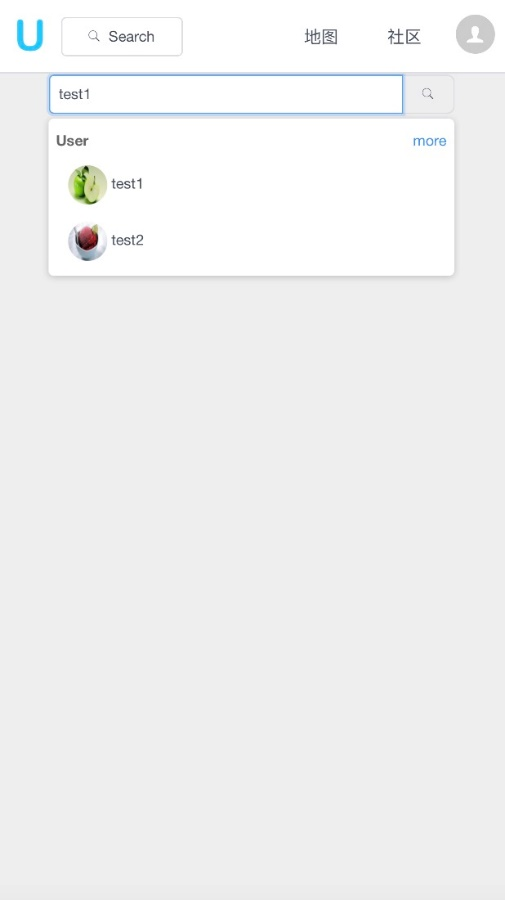 U
Search
地图
社区
test1
User
more
test1
test2